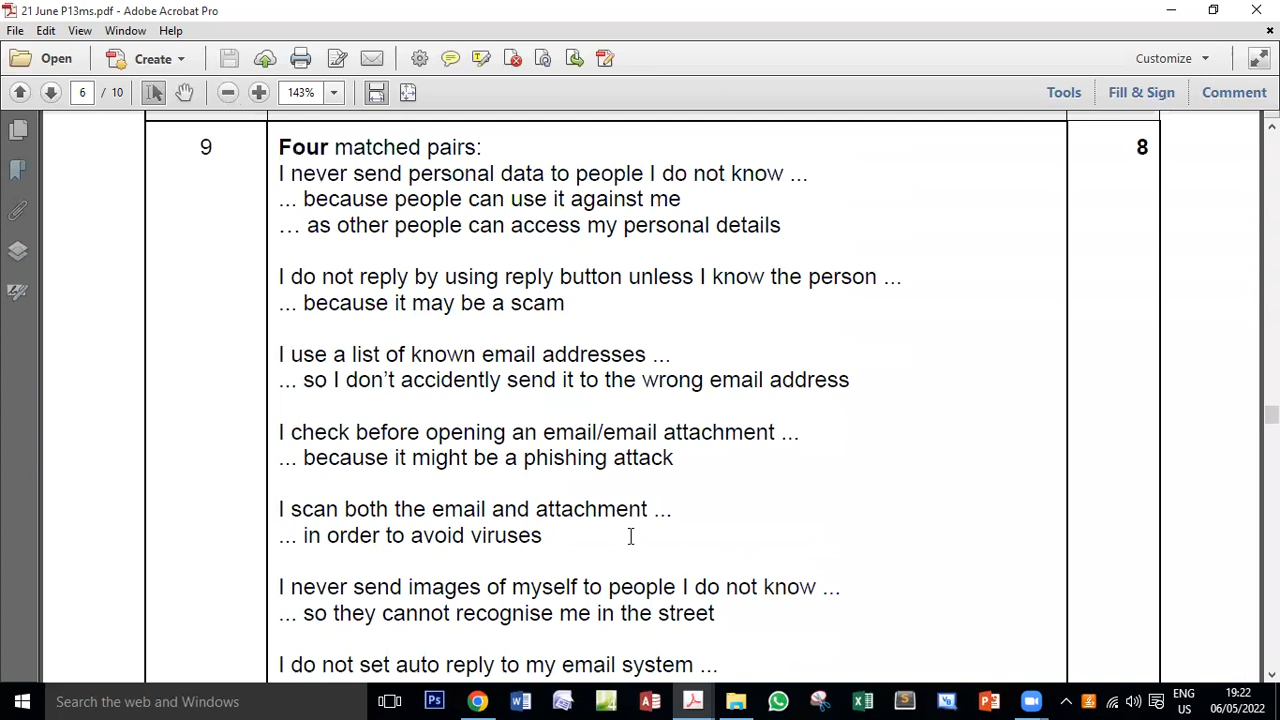 21 June P13ms.pdf - Adobe Acrobat Pro
File Edit View Window Help
Open Create Customize
6 / 10 143% Tools Fill & Sign Comment
9 Four matched pairs: 8
I never send personal data to people I do not know ...
... because people can use it against me
… as other people can access my personal details
I do not reply by using reply button unless I know the person ...
... because it may be a scam
I use a list of known email addresses ...
... so I don’t accidently send it to the wrong email address
I check before opening an email/email attachment ...
... because it might be a phishing attack
I scan both the email and attachment ...
... in order to avoid viruses
I never send images of myself to people I do not know ...
... so they cannot recognise me in the street
I do not set auto reply to my email system ...
Search the web and Windows ENG 19:22
US 06/05/2022